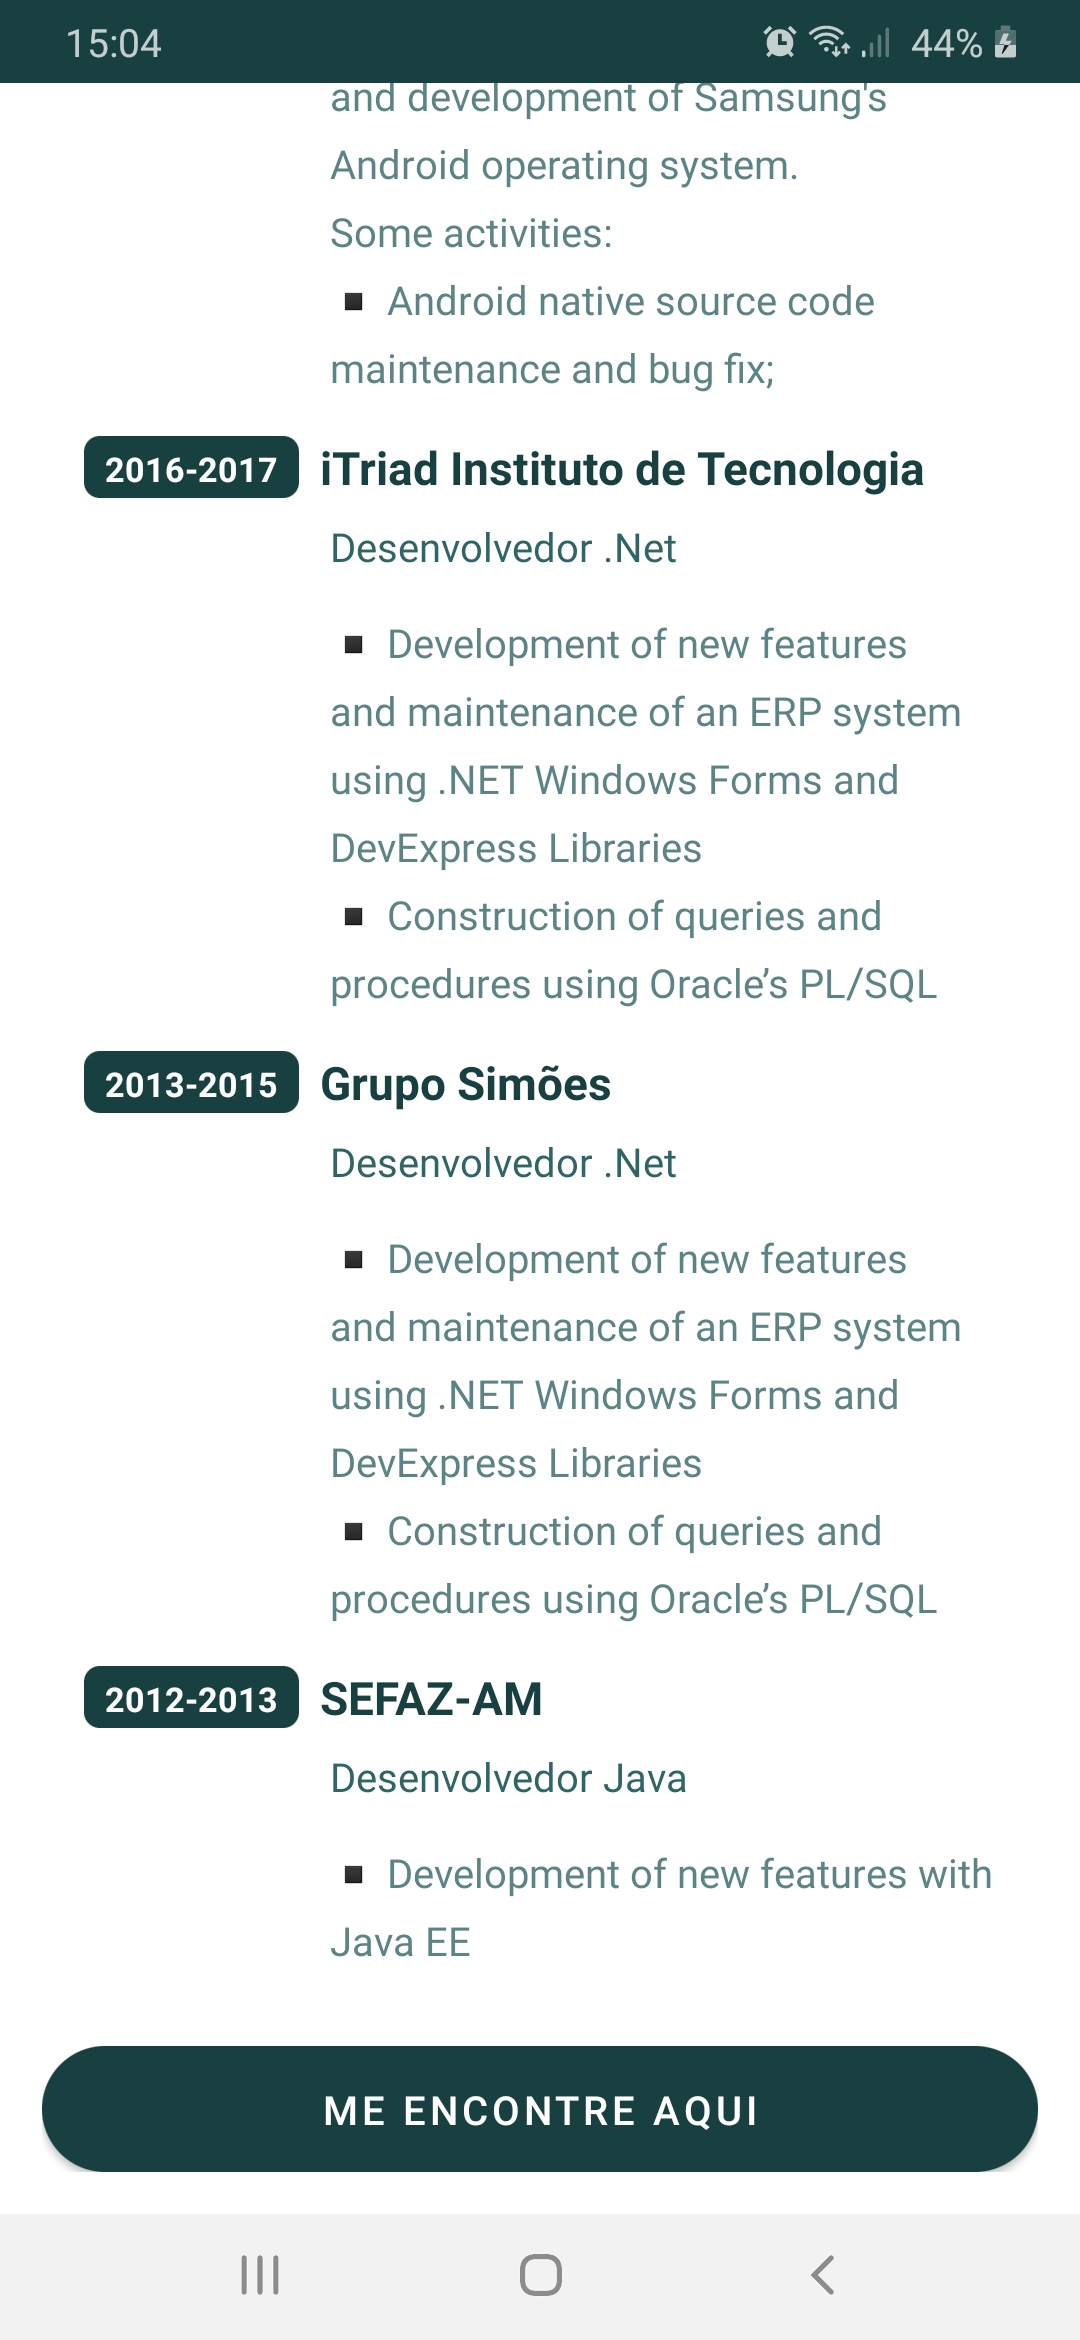 15:04
44%
and development of Samsung's
Android operating system.
Some activities:
▪ Android native source code
maintenance and bug fix;
2016-2017 iTriad Instituto de Tecnologia
Desenvolvedor .Net
▪ Development of new features
and maintenance of an ERP system
using .NET Windows Forms and
DevExpress Libraries
▪ Construction of queries and
procedures using Oracle’s PL/SQL
2013-2015 Grupo Simões
Desenvolvedor .Net
▪ Development of new features
and maintenance of an ERP system
using .NET Windows Forms and
DevExpress Libraries
▪ Construction of queries and
procedures using Oracle’s PL/SQL
2012-2013 SEFAZ-AM
Desenvolvedor Java
▪ Development of new features with
Java EE
ME ENCONTRE AQUI